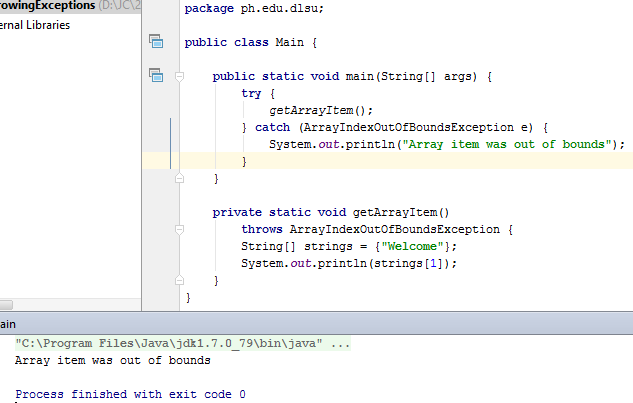 rowingExceptions (D:\JC\2
ernal Libraries
package ph.edu.dlsu;
public class Main {
public static void main(String[] args) {
try {
getArrayItem();
} catch (ArrayIndexOutOfBoundsException e) {
System.out.println("Array item was out of bounds");
}
}
private static void getArrayItem()
throws ArrayIndexOutOfBoundsException {
String[] strings = {"Welcome"};
System.out.println(strings[1]);
}
}
ain
"C:\Program Files\Java\jdk1.7.0_79\bin\java" ...
Array item was out of bounds
Process finished with exit code 0